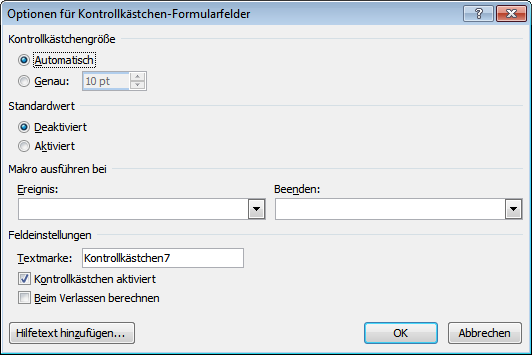 Optionen für Kontrollkästchen-Formularfelder
Kontrollkästchengröße
Automatisch
Genau: 10 pt
Standardwert
Deaktiviert
Aktiviert
Makro ausführen bei
Ereignis: Beenden:
Feldeinstellungen
Textmarke: Kontrollkästchen7
Kontrollkästchen aktiviert
Beim Verlassen berechnen
Hilfetext hinzufügen... OK Abbrechen